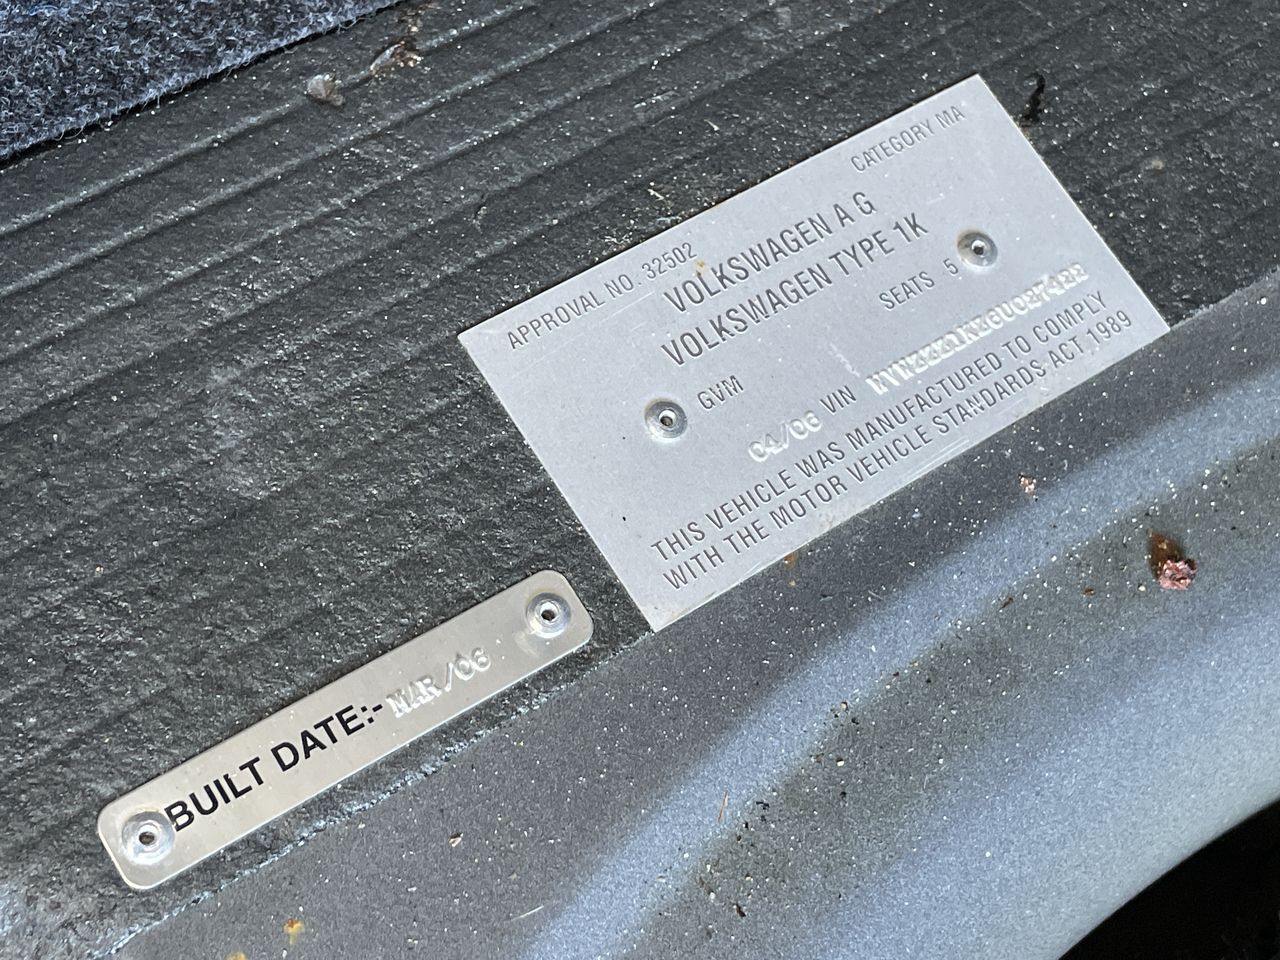 APPROVAL NO. 32502 CATEGORY MA
VOLKSWAGEN A G
VOLKSWAGEN TYPE 1K
GVM SEATS 5
04/06 VIN
THIS VEHICLE WAS MANUFACTURED TO COMPLY
WITH THE MOTOR VEHICLE STANDARDS ACT 1989
BUILT DATE:- MAR/06